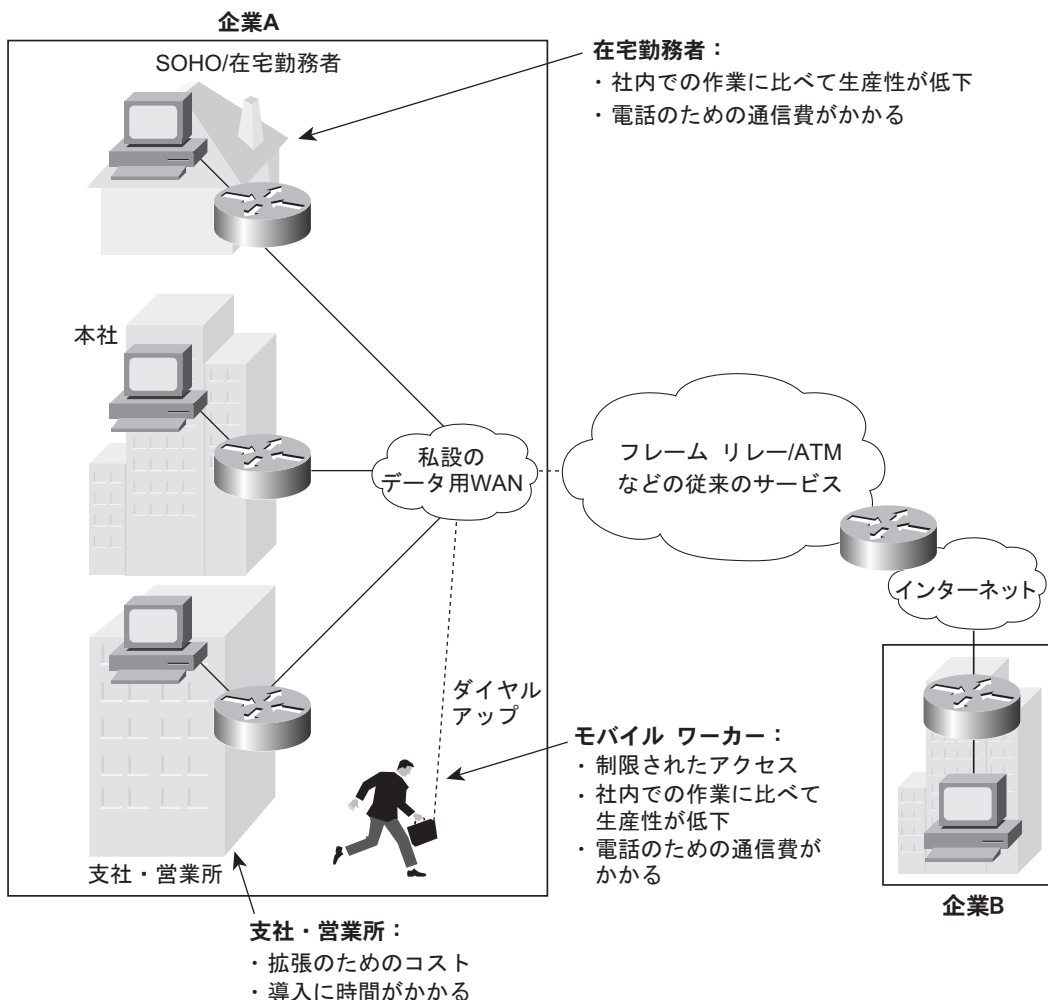 企業A
SOHO/在宅勤務者
在宅勤務者：
・社内での作業に比べて生産性が低下
・電話のための通信費がかかる
本社
私設の
データ用WAN
フレーム リレー/ATM
などの従来のサービス
インターネット
ダイヤル
アップ
モバイル ワーカー：
・制限されたアクセス
・社内での作業に比べて
生産性が低下
・電話のための通信費が
かかる
支社・営業所
企業B
支社・営業所：
・拡張のためのコスト
・導入に時間がかかる